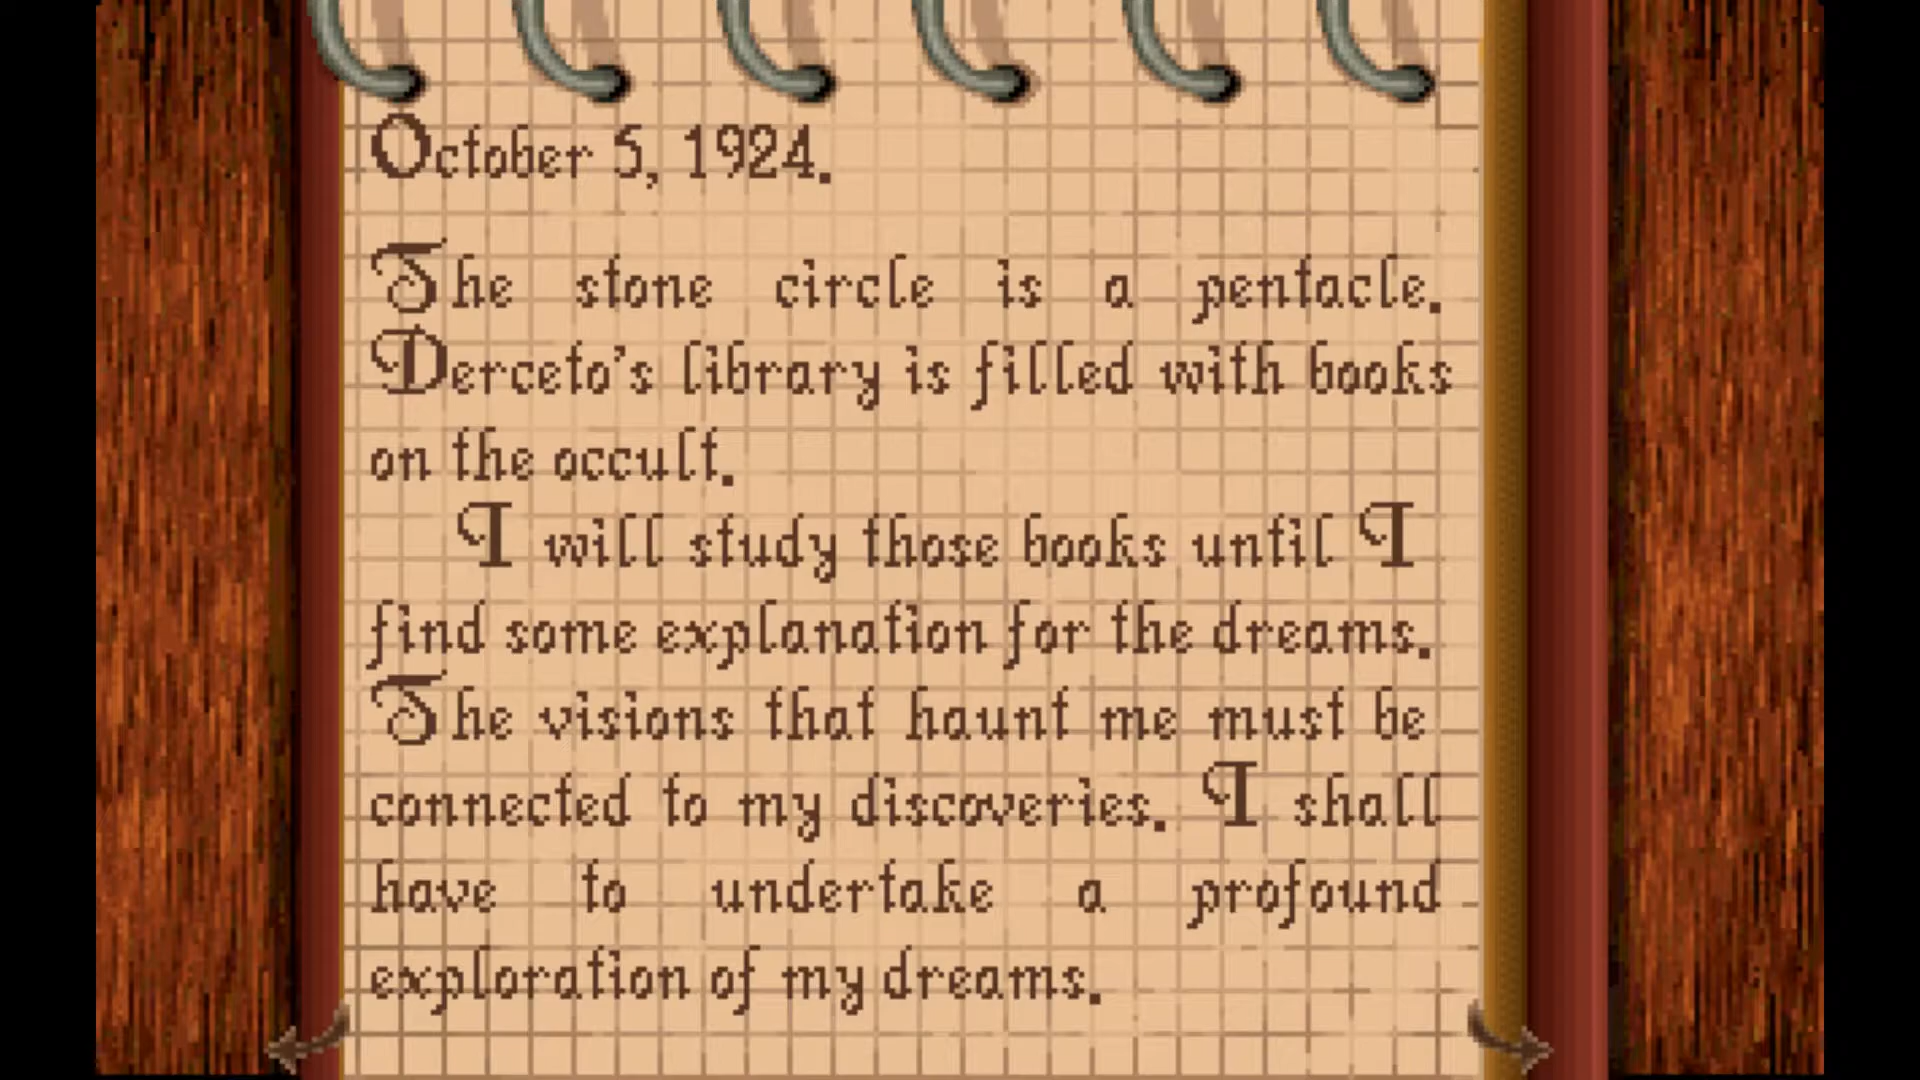 October 5, 1924.
The stone circle is a pentacle.
Derceto's library is filled with books
on the occult.
I will study those books until I
find some explanation for the dreams.
The visions that haunt me must be
connected to my discoveries. I shall
have to undertake a profound
exploration of my dreams.